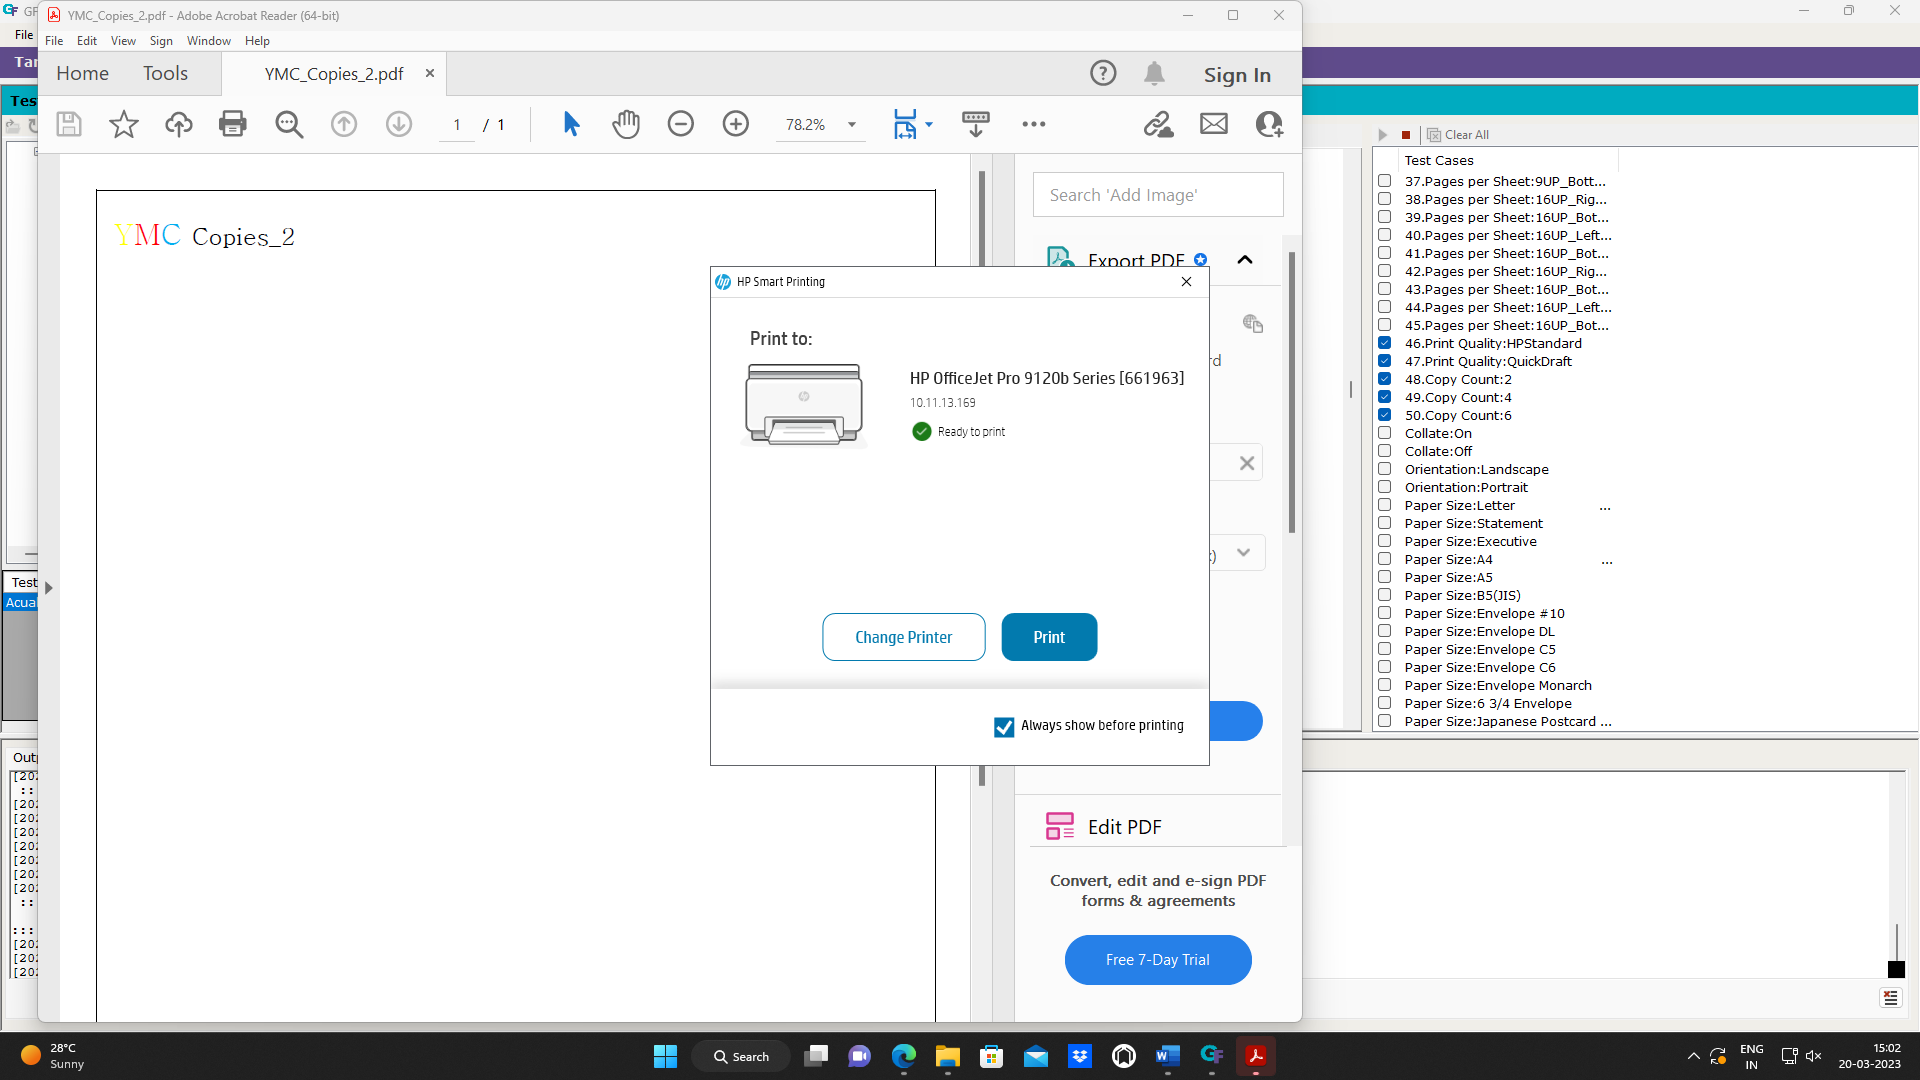 GF
File
YMC_Copies_2.pdf - Adobe Acrobat Reader (64-bit)
File Edit View Sign Window Help
Home Tools YMC_Copies_2.pdf Sign In
1 / 1 78.2%
YMC Copies_2
Search 'Add Image'
Export PDF
HP Smart Printing
Print to:
HP OfficeJet Pro 9120b Series [661963]
10.11.13.169
Ready to print
Change Printer Print
Always show before printing
Edit PDF
Convert, edit and e-sign PDF
forms & agreements
Free 7-Day Trial
Clear All
Test Cases
37.Pages per Sheet:9UP_Bott...
38.Pages per Sheet:16UP_Rig...
39.Pages per Sheet:16UP_Bot...
40.Pages per Sheet:16UP_Left...
41.Pages per Sheet:16UP_Bot...
42.Pages per Sheet:16UP_Rig...
43.Pages per Sheet:16UP_Bot...
44.Pages per Sheet:16UP_Left...
45.Pages per Sheet:16UP_Bot...
46.Print Quality:HPStandard
47.Print Quality:QuickDraft
48.Copy Count:2
49.Copy Count:4
50.Copy Count:6
Collate:On
Collate:Off
Orientation:Landscape
Orientation:Portrait
Paper Size:Letter ...
Paper Size:Statement
Paper Size:Executive
Paper Size:A4 ...
Paper Size:A5
Paper Size:B5(JIS)
Paper Size:Envelope #10
Paper Size:Envelope DL
Paper Size:Envelope C5
Paper Size:Envelope C6
Paper Size:Envelope Monarch
Paper Size:6 3/4 Envelope
Paper Size:Japanese Postcard ...
Test
28°C
Sunny
Search
ENG
IN
15:02
20-03-2023